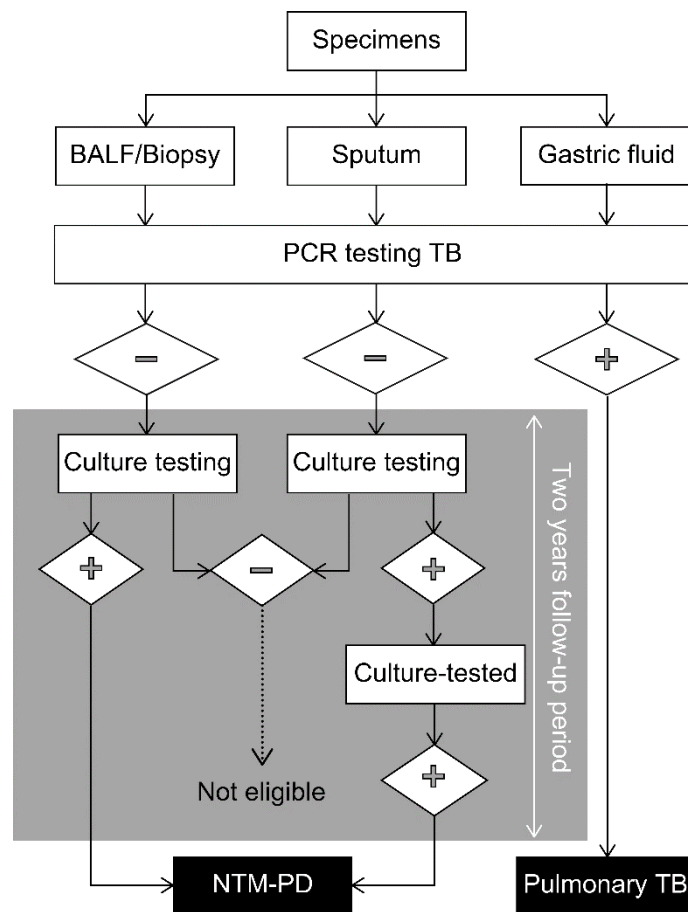 Specimens
BALF/Biopsy
Sputum
Gastric fluid
PCR testing TB
−
−
+
Culture testing
Culture testing
Two years follow-up period
+
−
+
Culture-tested
+
Not eligible
NTM-PD
Pulmonary TB